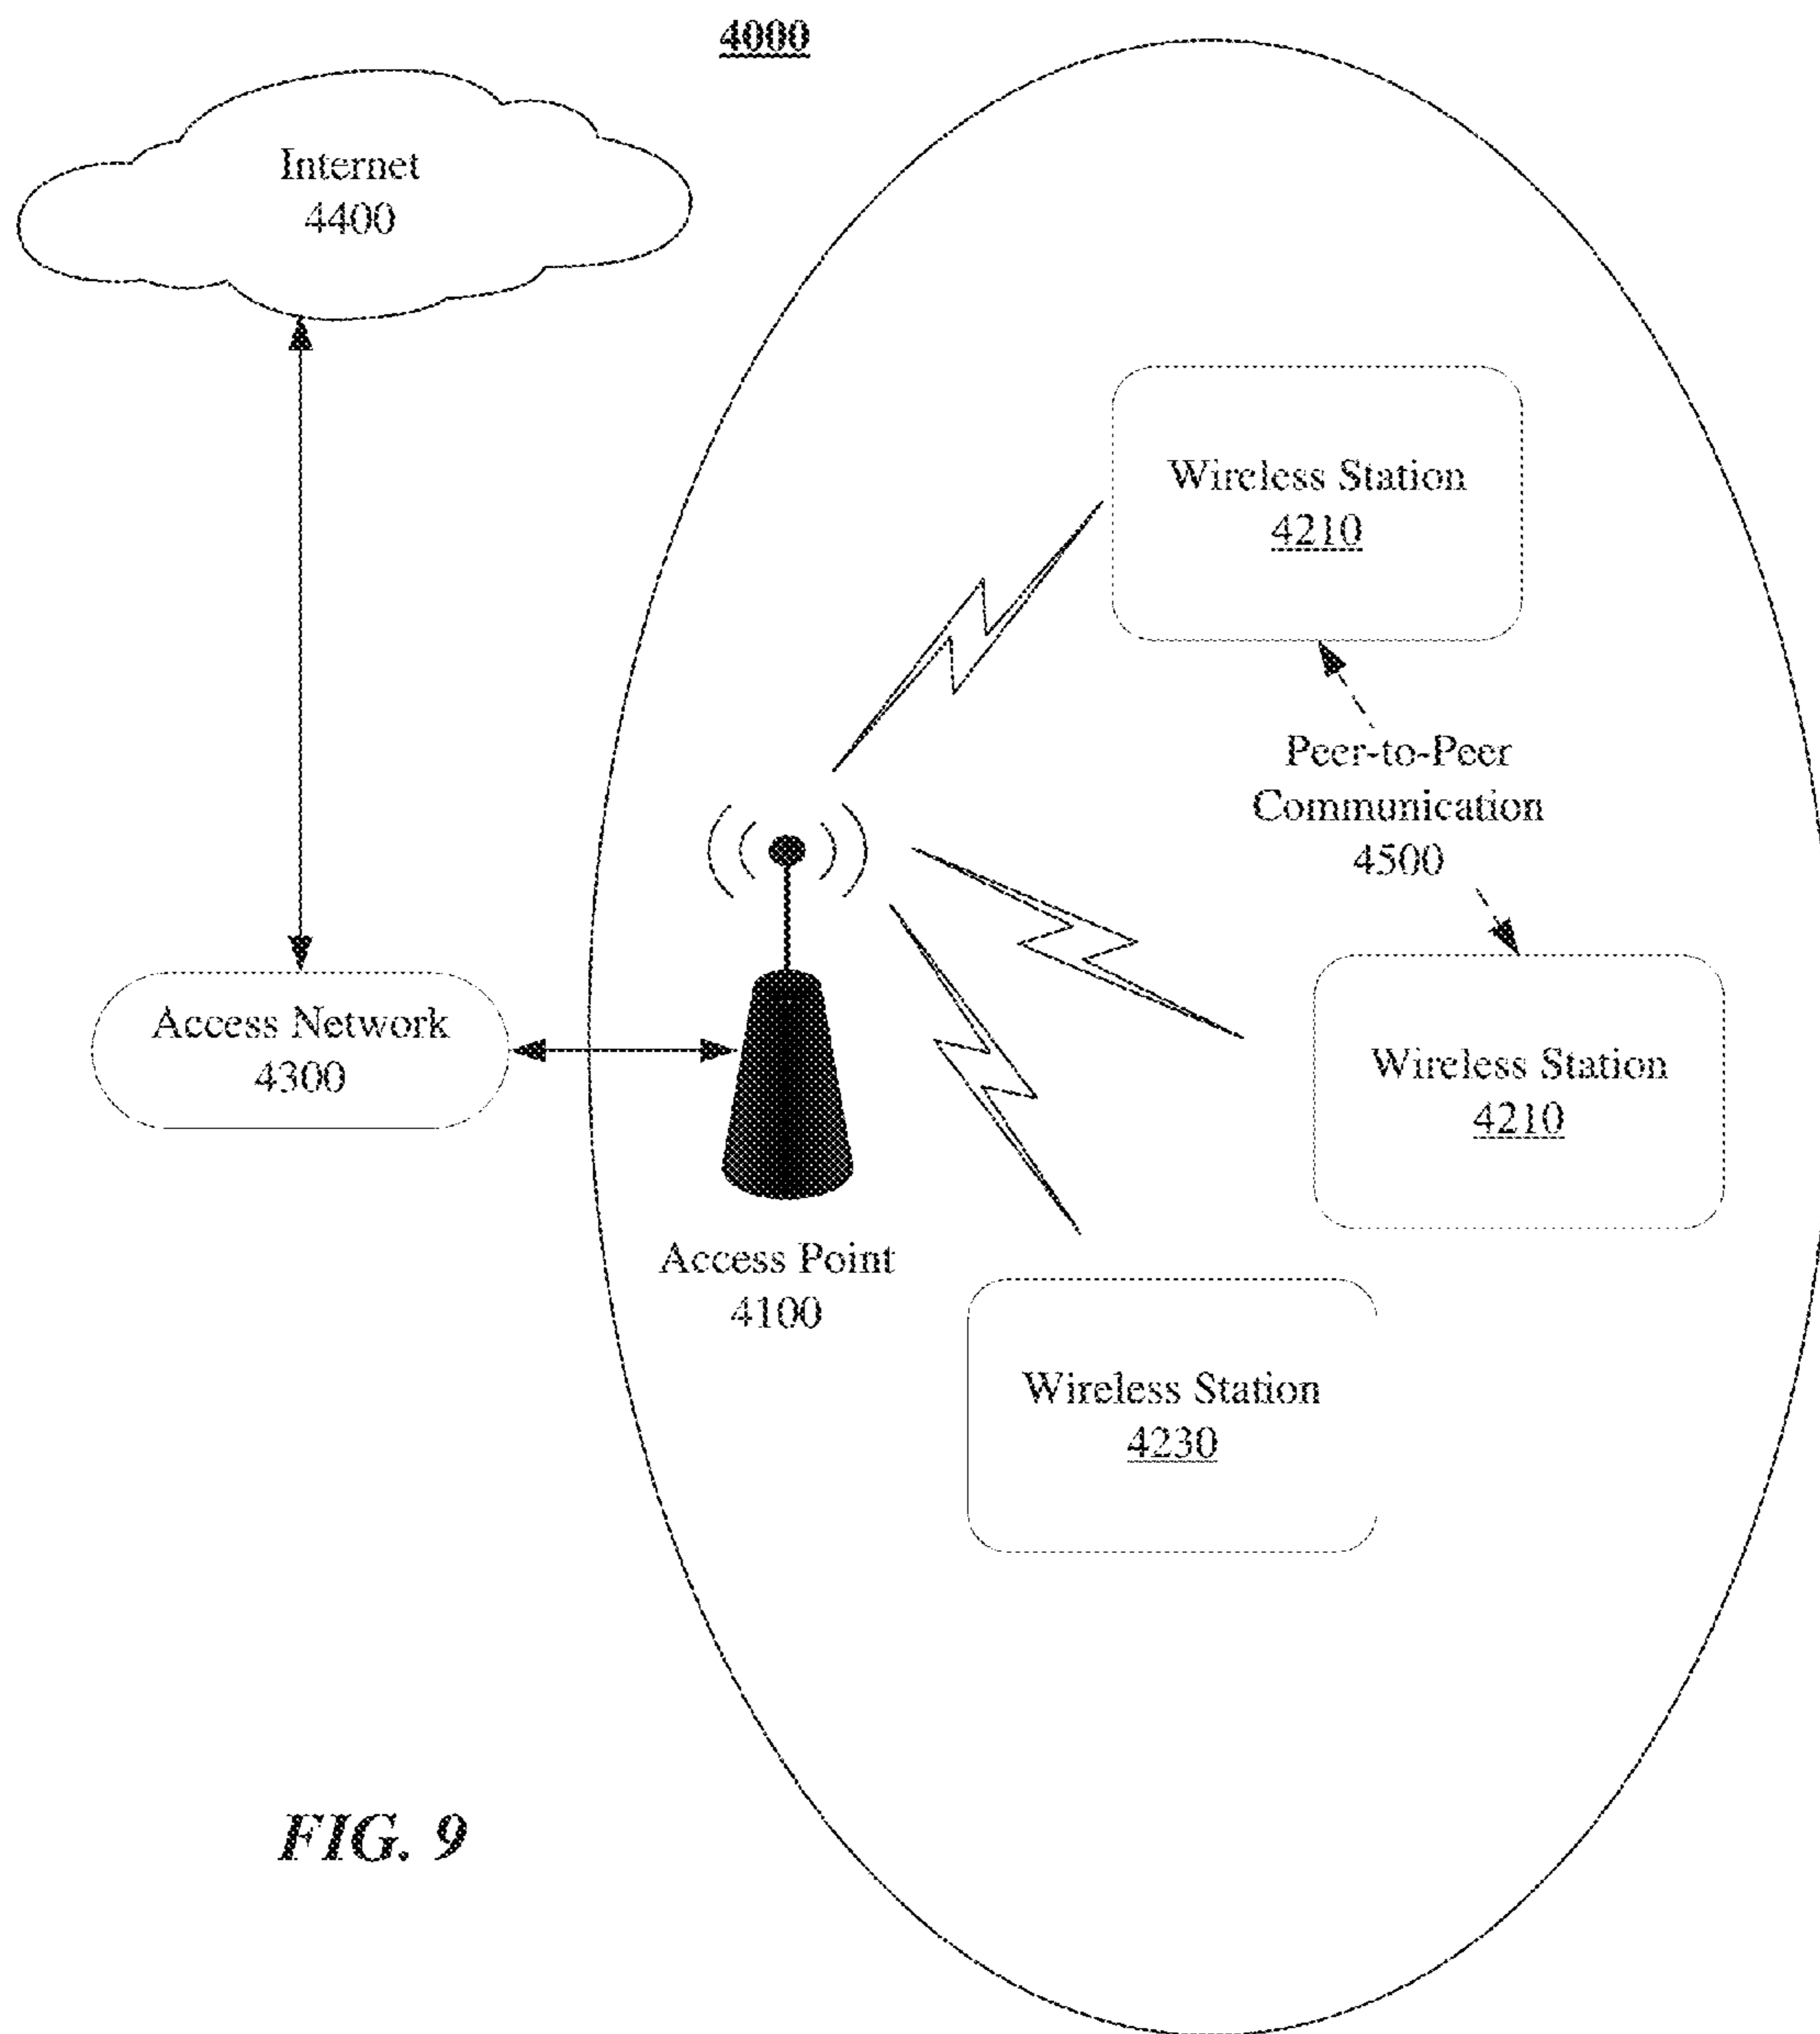 4000
Internet
4400
Wireless Station
4210
Peer-to-Peer
Communication
4500
Access Network
4300
Wireless Station
4210
Access Point
4100
Wireless Station
4230
FIG. 9